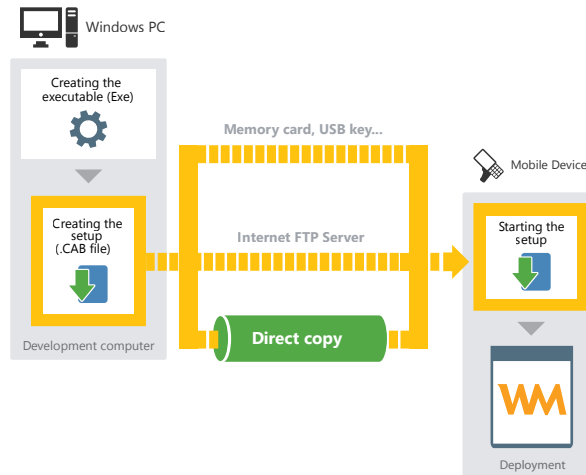 Windows PC
Creating the
executable (Exe)
Creating the
setup
(.CAB file)
Development computer
Memory card, USB key...
Internet FTP Server
Direct copy
Mobile Device
Starting the
setup
WM
Deployment